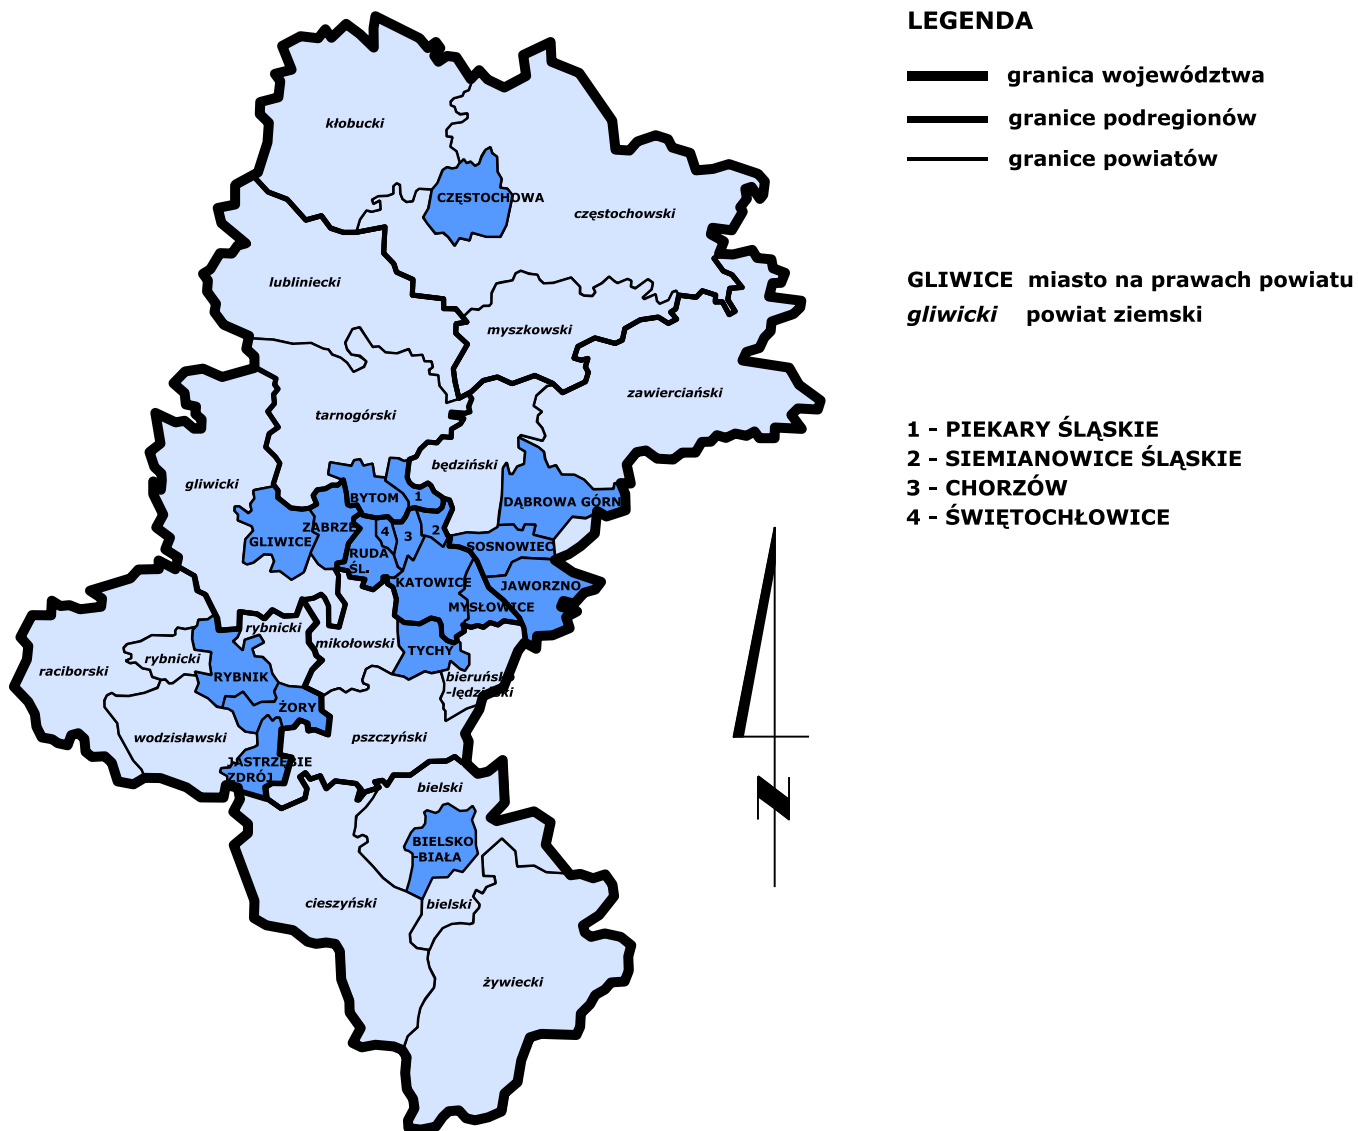 LEGENDA
granica województwa
granice podregionów
granice powiatów
GLIWICE miasto na prawach powiatu
gliwicki powiat ziemski
1 - PIEKARY ŚLĄSKIE
2 - SIEMIANOWICE ŚLĄSKIE
3 - CHORZÓW
4 - ŚWIĘTOCHŁOWICE
kłobucki
CZĘSTOCHOWA
częstochowski
lubliniecki
myszkowski
zawierciański
tarnogórski
będziński
gliwicki
BYTOM
1
DĄBROWA GÓRN
ZABRZE
GLIWICE
4
3
2
RUDA
ŚL.
SOSNOWIEC
KATOWICE
JAWORZNO
MYSŁOWICE
rybnicki
mikołowski
TYCHY
raciborski
rybnicki
RYBNIK
bieruńsko
-lędziński
ŻORY
wodzisławski
pszczyński
JASTRZĘBIE
ZDRÓJ
bielski
BIELSKO
-BIAŁA
cieszyński
bielski
żywiecki
N